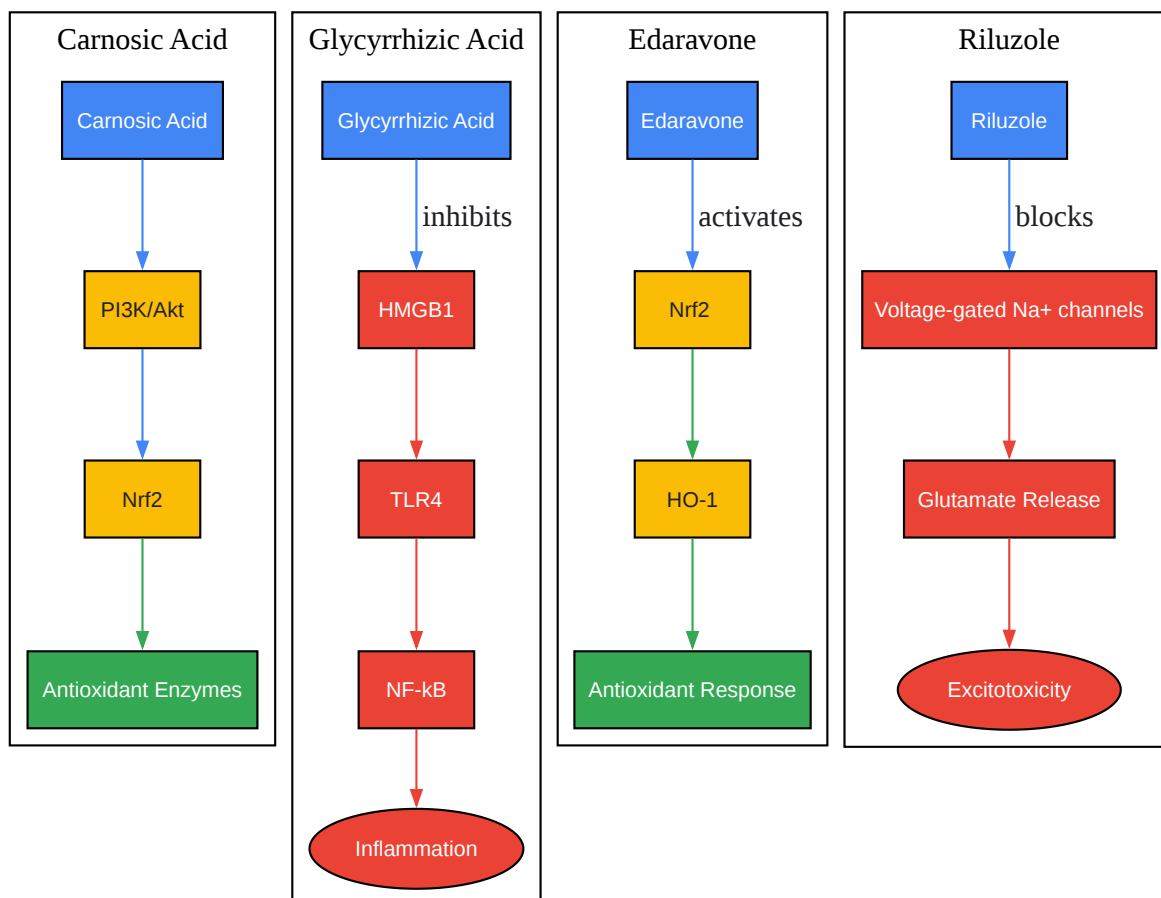 Carnosic Acid
Carnosic Acid
PI3K/Akt
Nrf2
Antioxidant Enzymes
Glycyrrhizic Acid
Glycyrrhizic Acid
inhibits
HMGB1
TLR4
NF-kB
Inflammation
Edaravone
Edaravone
activates
Nrf2
HO-1
Antioxidant Response
Riluzole
Riluzole
blocks
Voltage-gated Na+ channels
Glutamate Release
Excitotoxicity